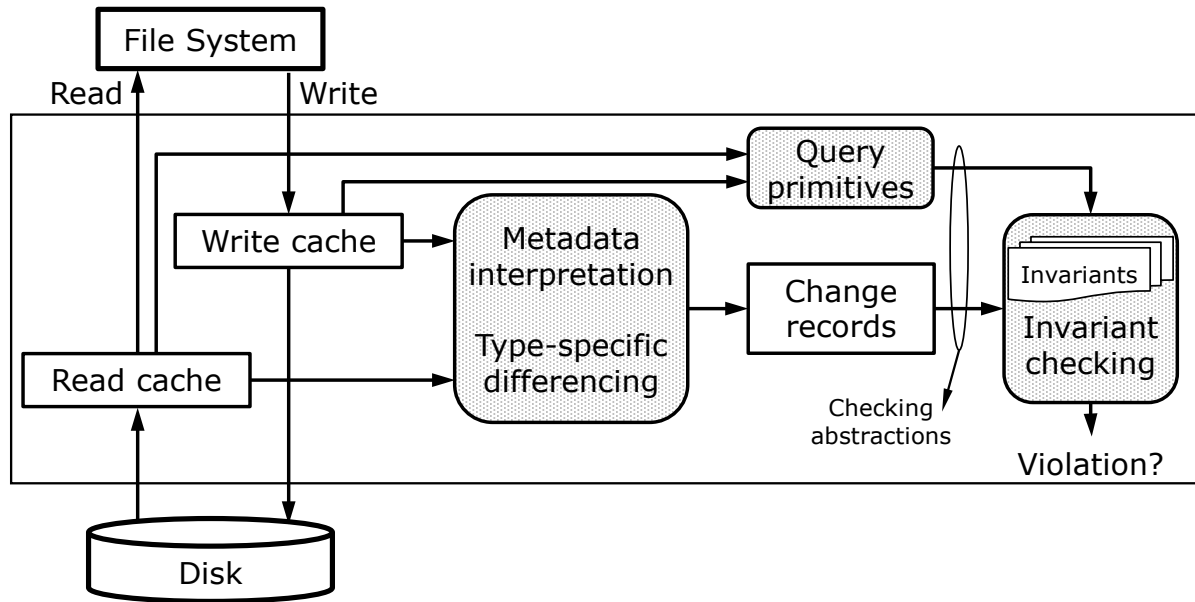 File System
Read
Write
Query
primitives
Write cache
Metadata
interpretation
Type-specific
differencing
Change
records
Invariants
Invariant
checking
Read cache
Checking
abstractions
Violation?
Disk